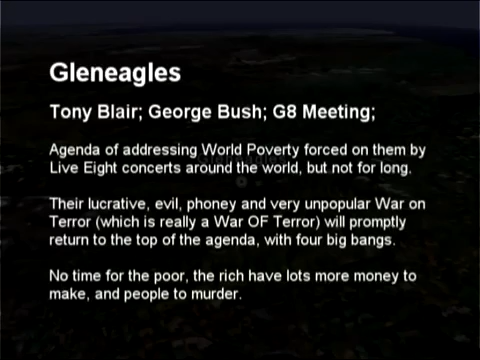 Gleneagles
Tony Blair; George Bush; G8 Meeting;
Agenda of addressing World Poverty forced on them by
Live Eight concerts around the world, but not for long.
Gleneagles
Their lucrative, evil, phoney and very unpopular War on
Terror (which is really a War OF Terror) will promptly
return to the top of the agenda, with four big bangs.
No time for the poor, the rich have lots more money to
make, and people to murder.